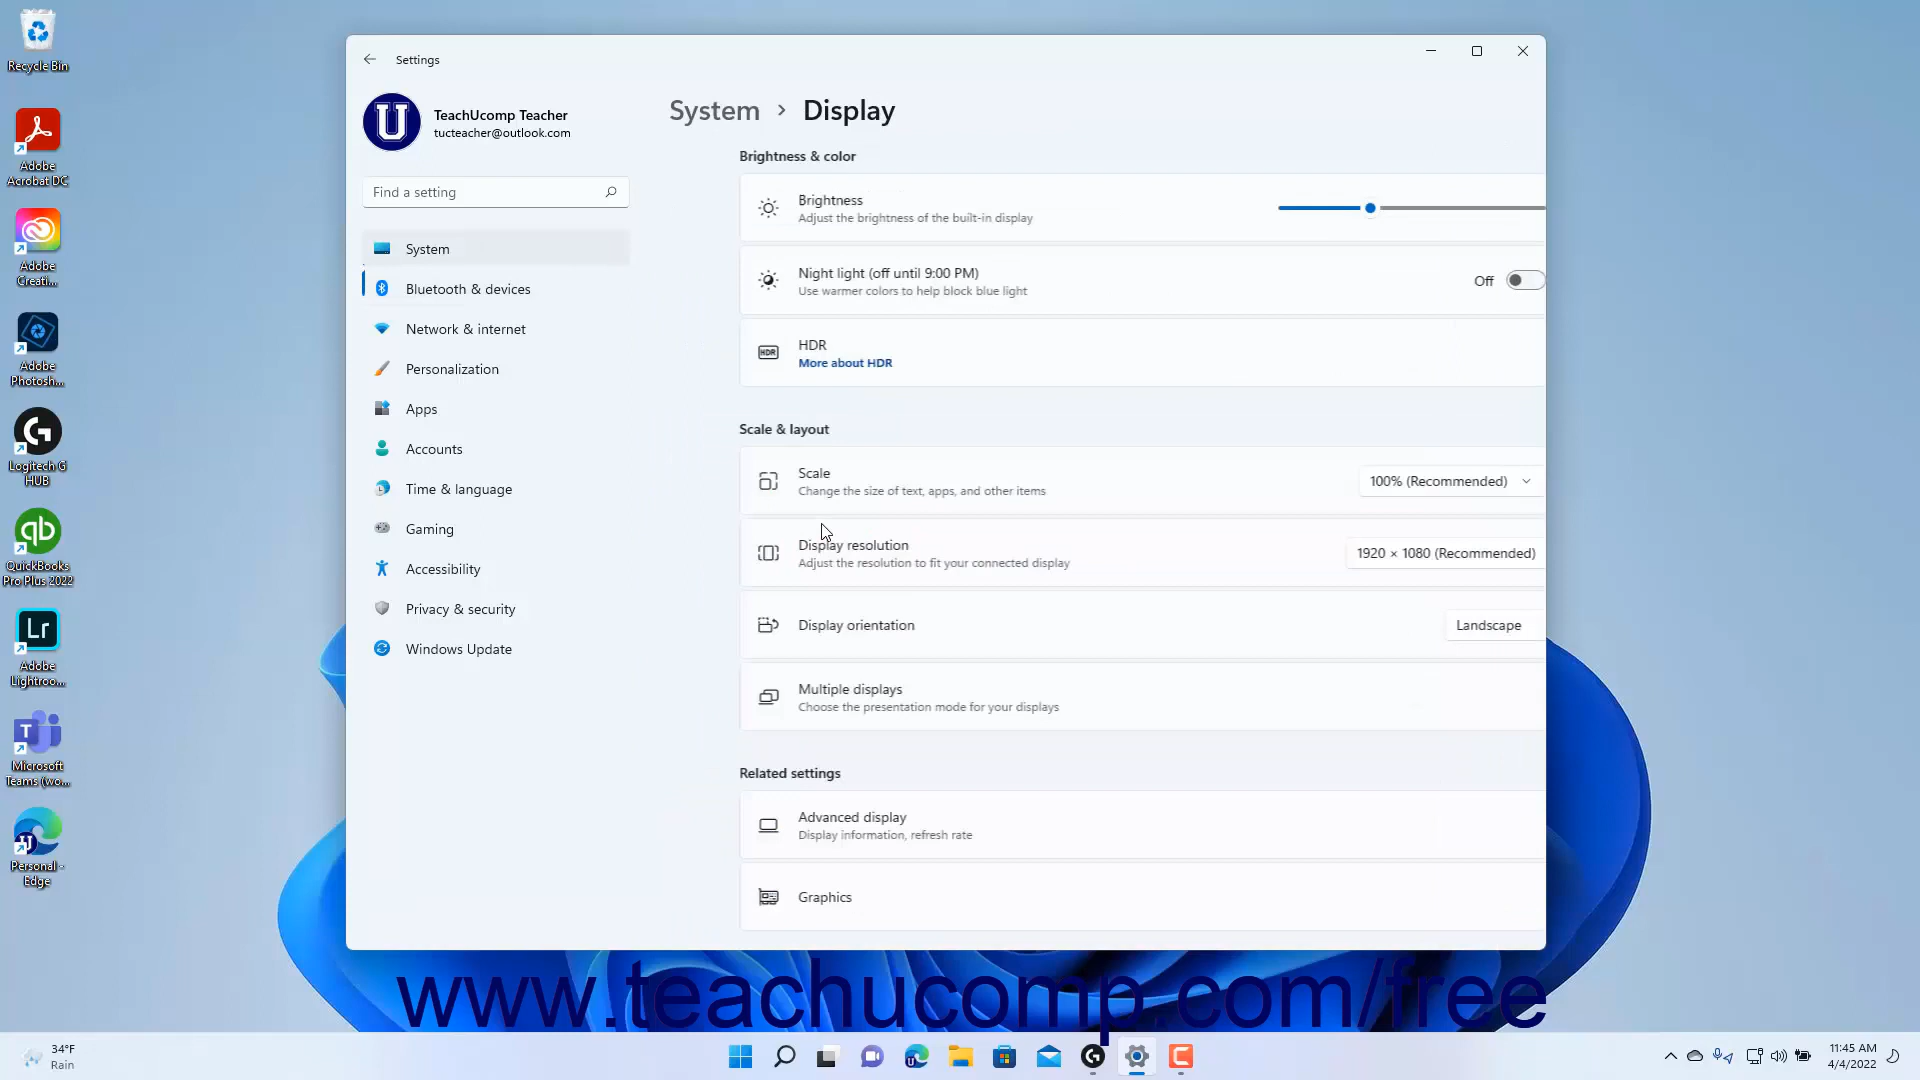 Recycle Bin
Adobe
Acrobat DC
Adobe
Creati...
Adobe
Photosh...
Logitech G
HUB
QuickBooks
Pro Plus 2022
Adobe
Lightroo...
Microsoft
Teams (wo...
Personal -
Edge
Settings
TeachUcomp Teacher
tucteacher@outlook.com
Find a setting
System
Bluetooth & devices
Network & internet
Personalization
Apps
Accounts
Time & language
Gaming
Accessibility
Privacy & security
Windows Update
System > Display
Brightness & color
Brightness
Adjust the brightness of the built-in display
Night light (off until 9:00 PM)
Use warmer colors to help block blue light
Off
HDR
HDR
More about HDR
Scale & layout
Scale
Change the size of text, apps, and other items
100% (Recommended)
Display resolution
Adjust the resolution to fit your connected display
1920 × 1080 (Recommended)
Display orientation
Landscape
Multiple displays
Choose the presentation mode for your displays
Related settings
Advanced display
Display information, refresh rate
Graphics
www.teachucomp.com/free
34°F
Rain
11:45 AM
4/4/2022